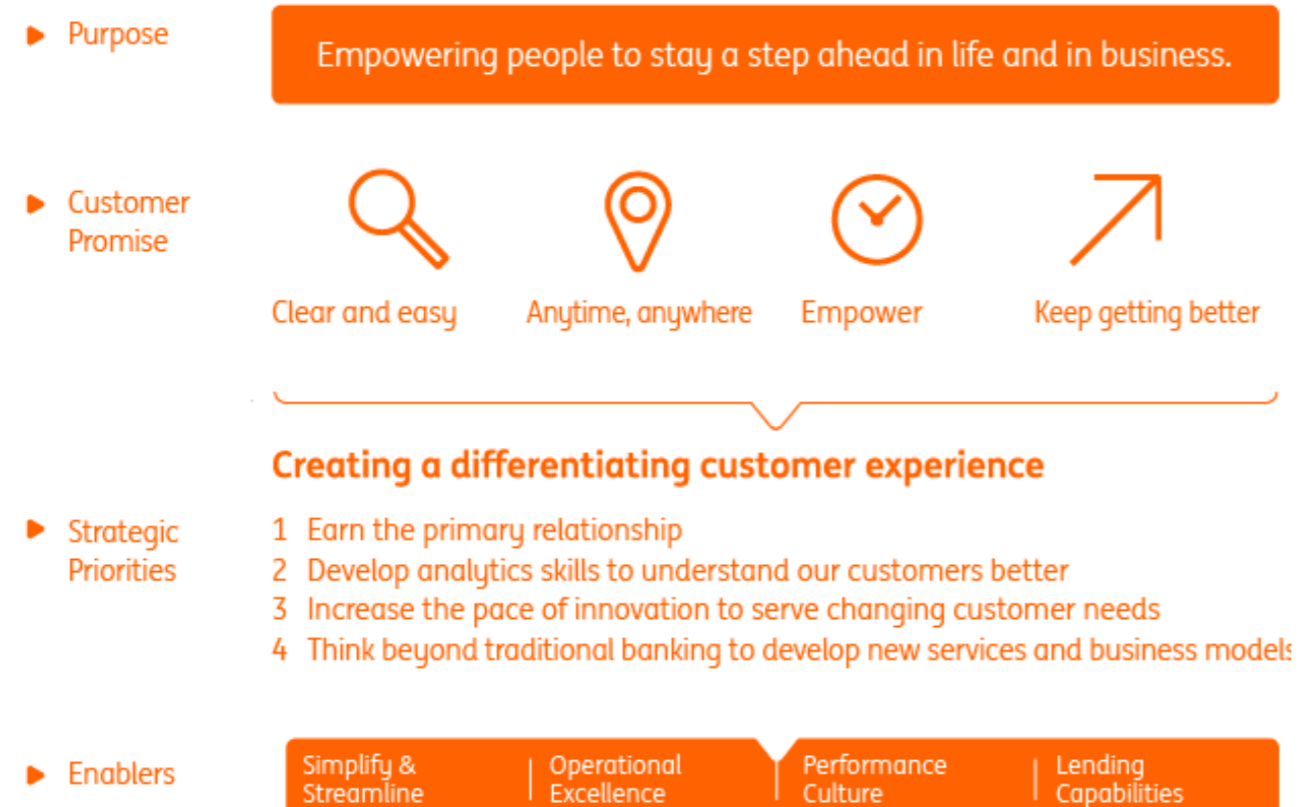 Purpose
Empowering people to stay a step ahead in life and in business.
Customer
Promise
Clear and easy
Anytime, anywhere
Empower
Keep getting better
Creating a differentiating customer experience
Strategic
Priorities
1 Earn the primary relationship
2 Develop analytics skills to understand our customers better
3 Increase the pace of innovation to serve changing customer needs
4 Think beyond traditional banking to develop new services and business models
Enablers
Simplify &
Streamline
Operational
Excellence
Performance
Culture
Lending
Capabilities